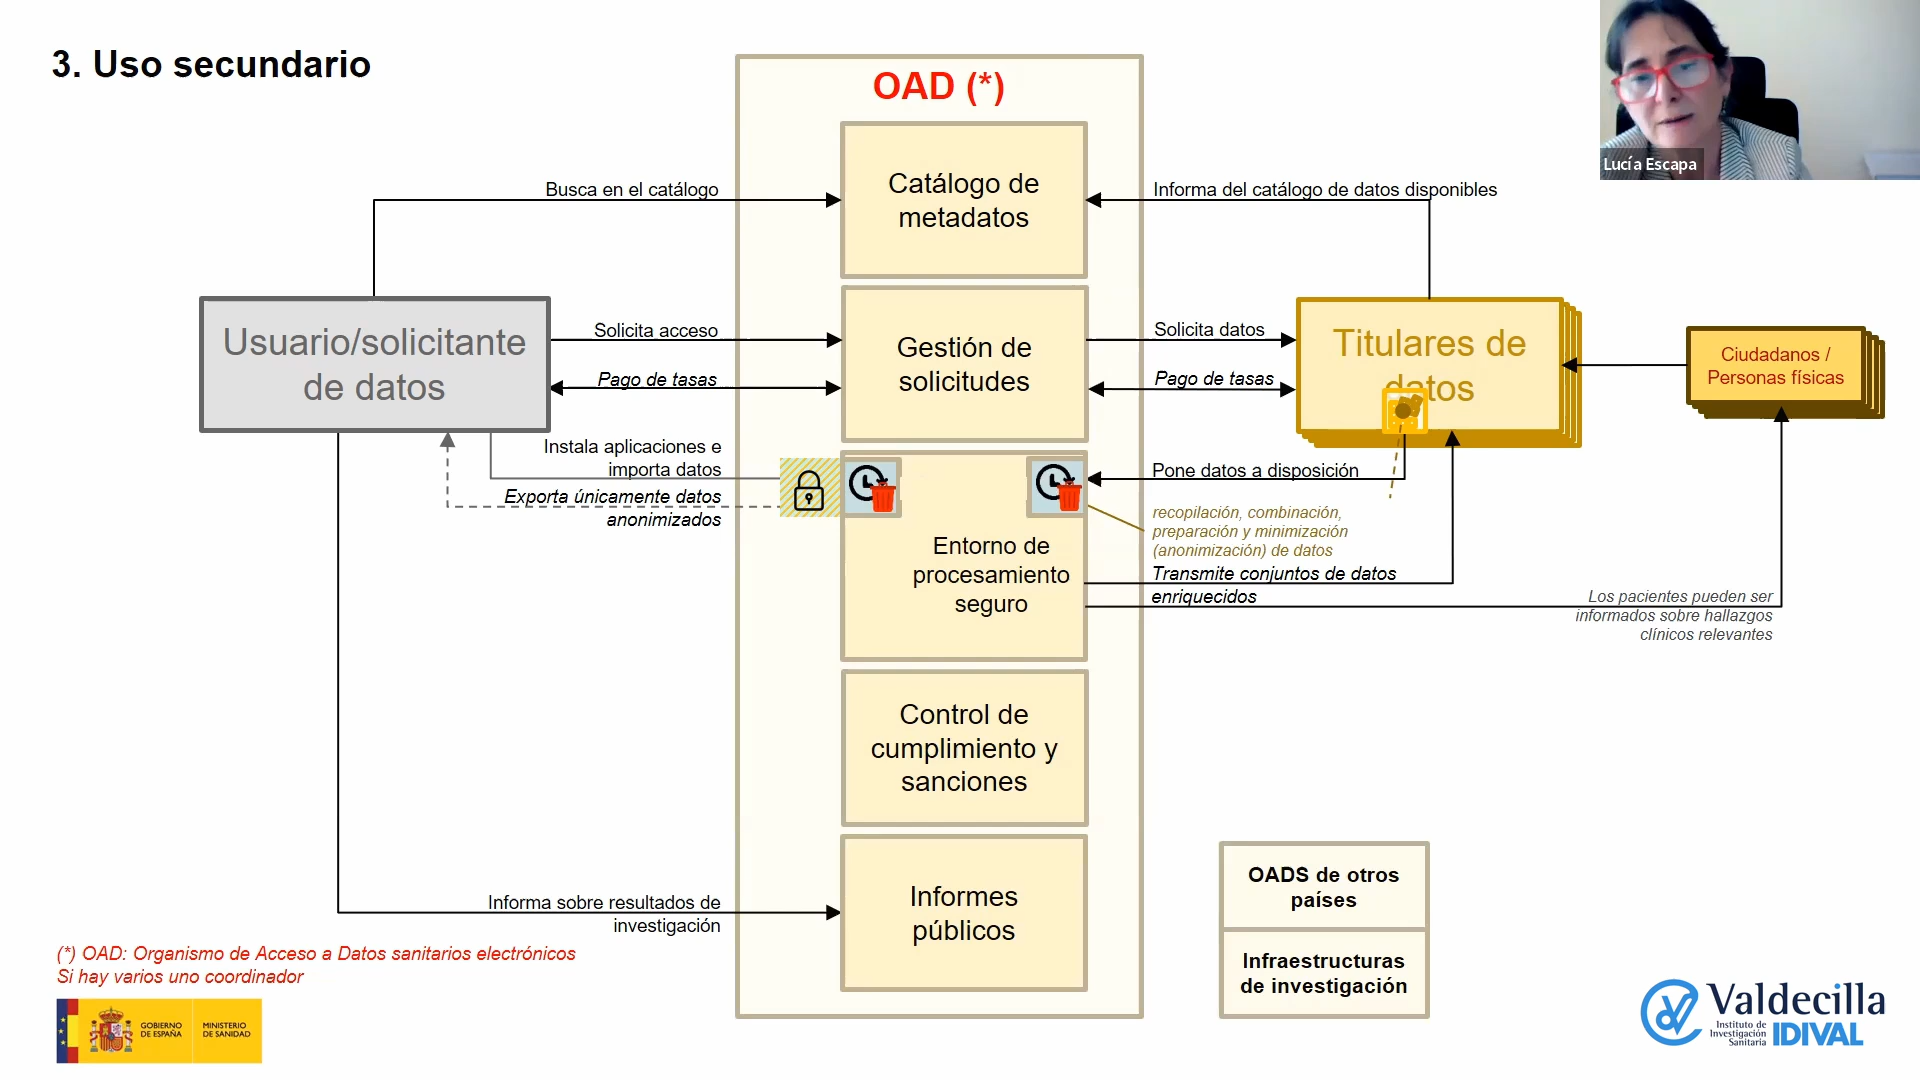 3. Uso secundario
OAD (*)
Lucía Escapa
Catálogo de
metadatos
Busca en el catálogo
Informa del catálogo de datos disponibles
Usuario/solicitante
de datos
Solicita acceso
Pago de tasas
Gestión de
solicitudes
Solicita datos
Pago de tasas
Titulares de
datos
Ciudadanos /
Personas físicas
Instala aplicaciones e
importa datos
Exporta únicamente datos
anonimizados
Pone datos a disposición
recopilación, combinación,
preparación y minimización
(anonimización) de datos
Entorno de
procesamiento
seguro
Transmite conjuntos de datos
enriquecidos
Los pacientes pueden ser
informados sobre hallazgos
clínicos relevantes
Control de
cumplimiento y
sanciones
Informa sobre resultados de
investigación
Informes
públicos
OADS de otros
países
Infraestructuras
de investigación
(*) OAD: Organismo de Acceso a Datos sanitarios electrónicos
Si hay varios uno coordinador
GOBIERNO
DE ESPAÑA
MINISTERIO
DE SANIDAD
Valdecilla
Instituto de
Investigación
Sanitaria
IDIVAL